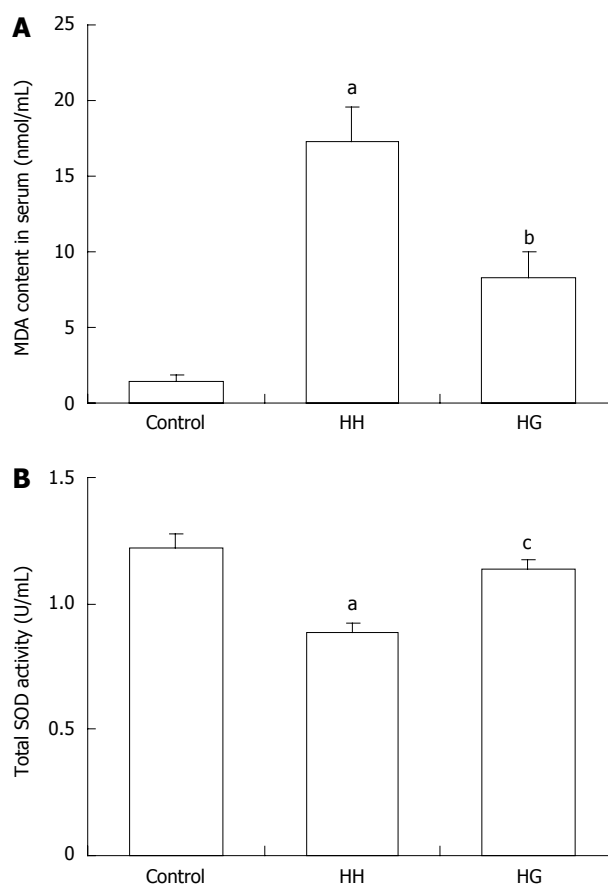 A
MDA content in serum (nmol/mL)
25
20
15
10
5
0
a
b
Control HH HG
B
Total SOD activity (U/mL)
1.5
1.0
0.5
0
a
c
Control HH HG